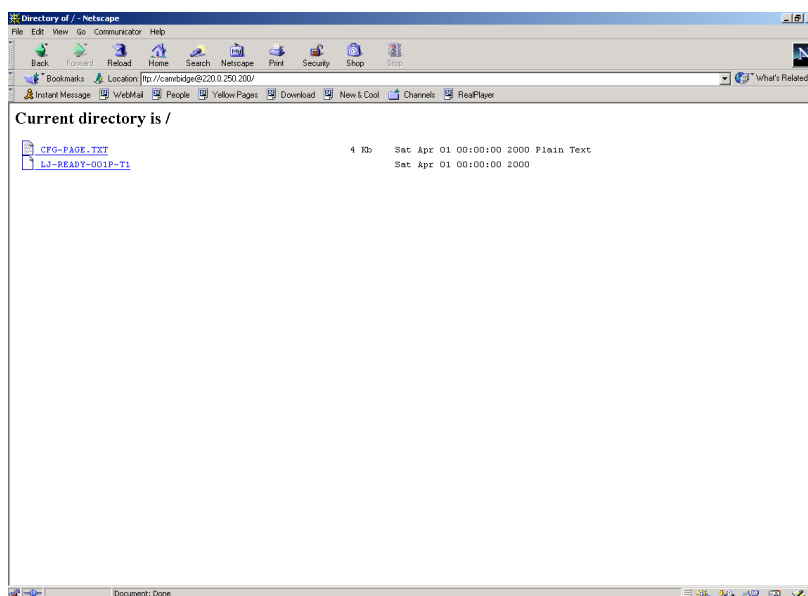 Directory of / - Netscape
File Edit View Go Communicator Help
Back Forward Reload Home Search Netscape Print Security Shop Stop
Bookmarks Location: ftp://camrbidge@220.0.250.200/ What's Related
Instant Message WebMail People Yellow Pages Download New & Cool Channels RealPlayer
Current directory is /
CFG-PAGE.TXT 4 Kb Sat Apr 01 00:00:00 2000 Plain Text
LJ-READY-001P-T1 Sat Apr 01 00:00:00 2000
Document: Done